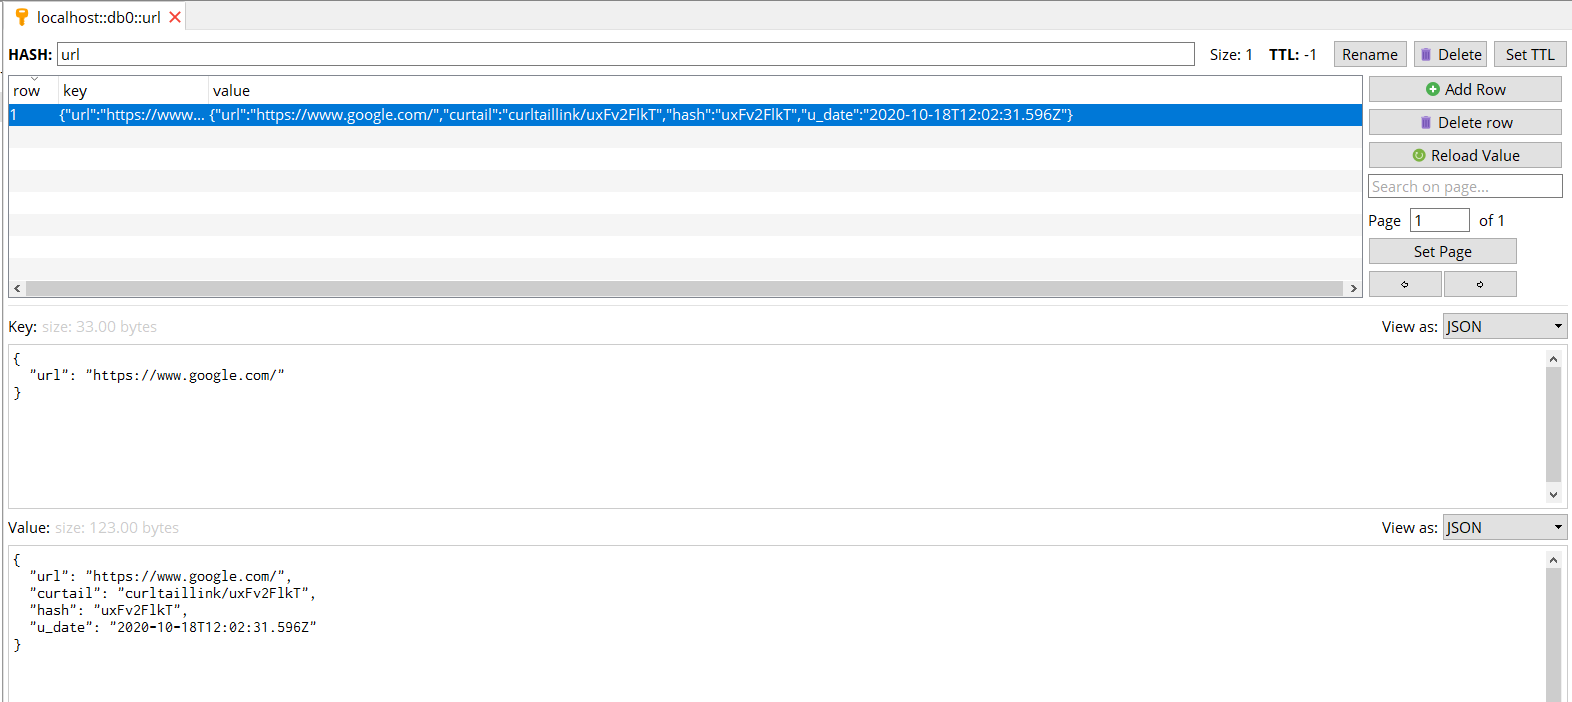 localhost::db0::url
HASH: url Size: 1 TTL: -1 Rename Delete Set TTL
row key value
1 {"url":"https://www... {"url":"https://www.google.com/","curtail":"curltaillink/uxFv2FlkT","hash":"uxFv2FlkT","u_date":"2020-10-18T12:02:31.596Z"}
Add Row
Delete row
Reload Value
Search on page...
Page 1 of 1
Set Page
Key: size: 33.00 bytes View as: JSON
{
"url": "https://www.google.com/"
}
Value: size: 123.00 bytes View as: JSON
{
"url": "https://www.google.com/",
"curtail": "curltaillink/uxFv2FlkT",
"hash": "uxFv2FlkT",
"u_date": "2020-10-18T12:02:31.596Z"
}